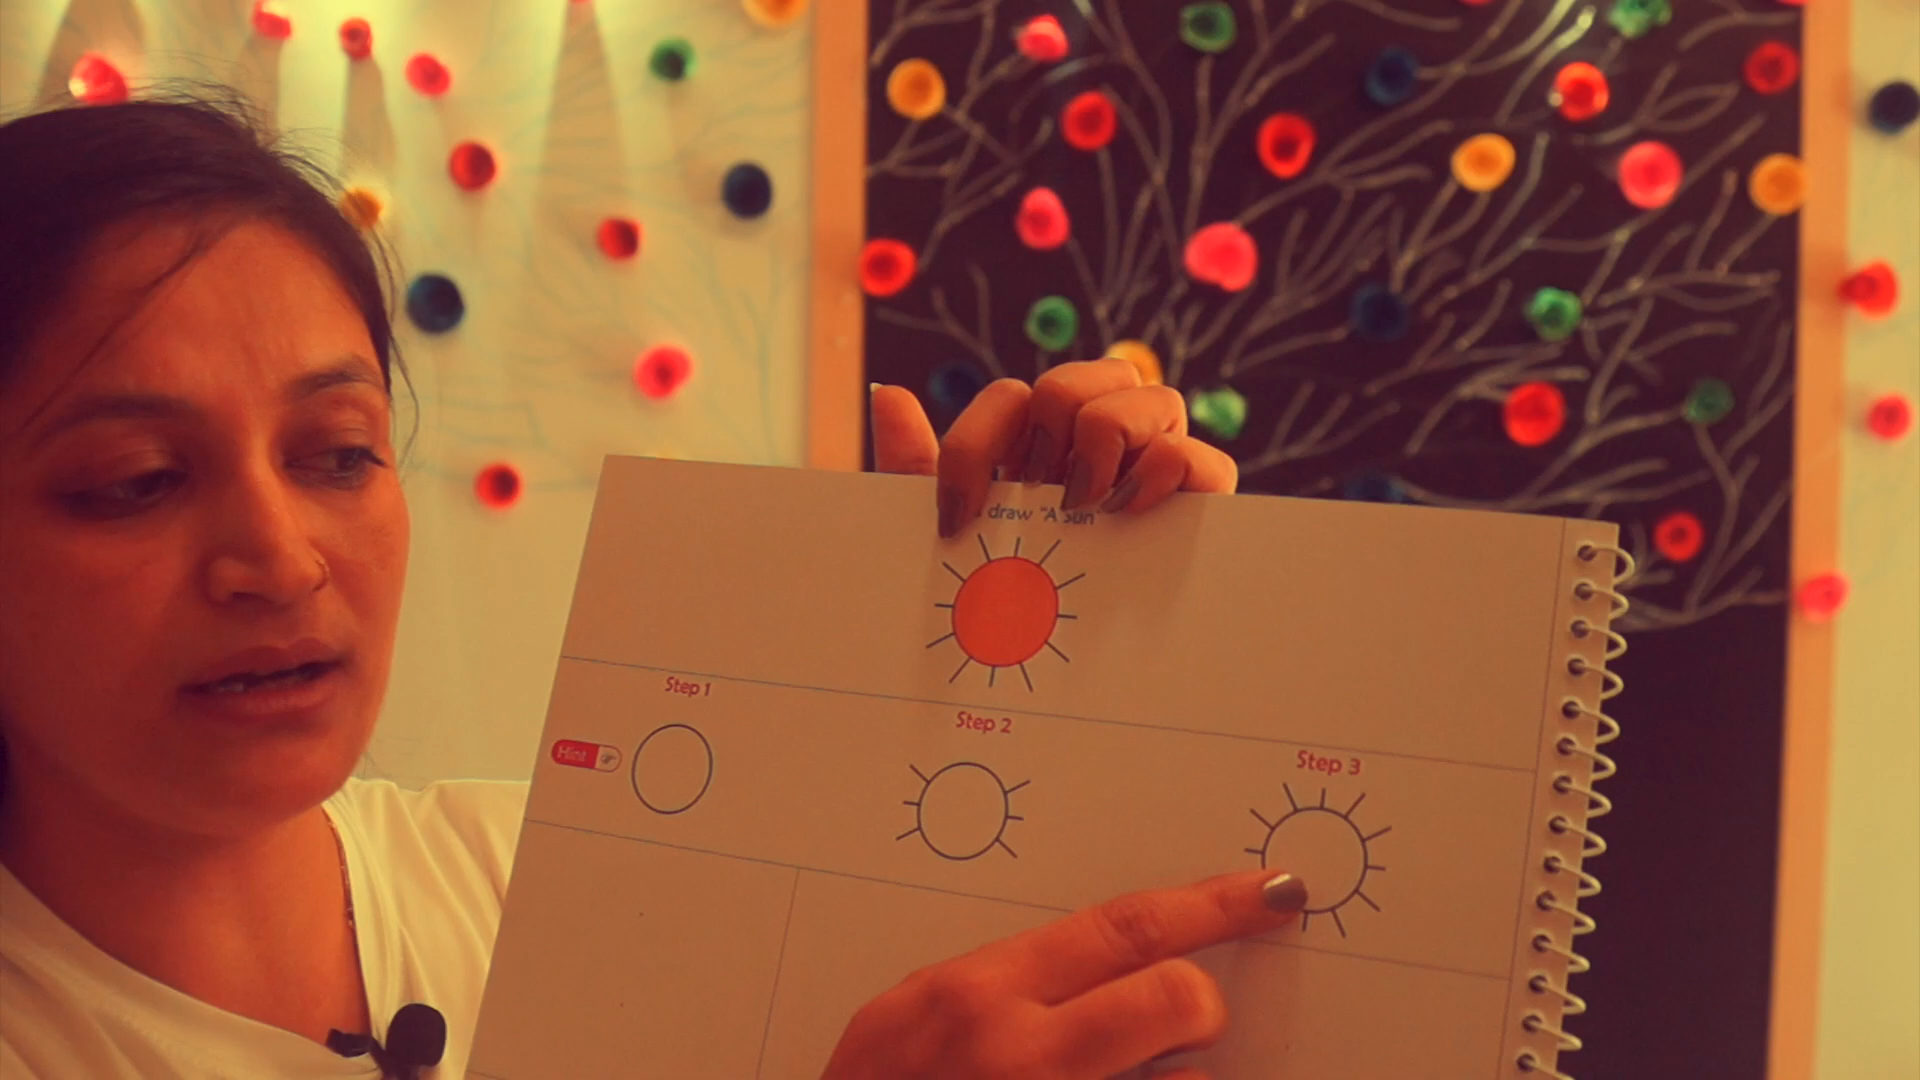 draw "A Sun"
Step 1
Step 2
Step 3
Hint